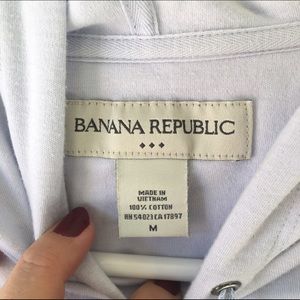 BANANA REPUBLIC
MADE IN
VIETNAM
100% COTTON
RN 54023 CA 17897
M